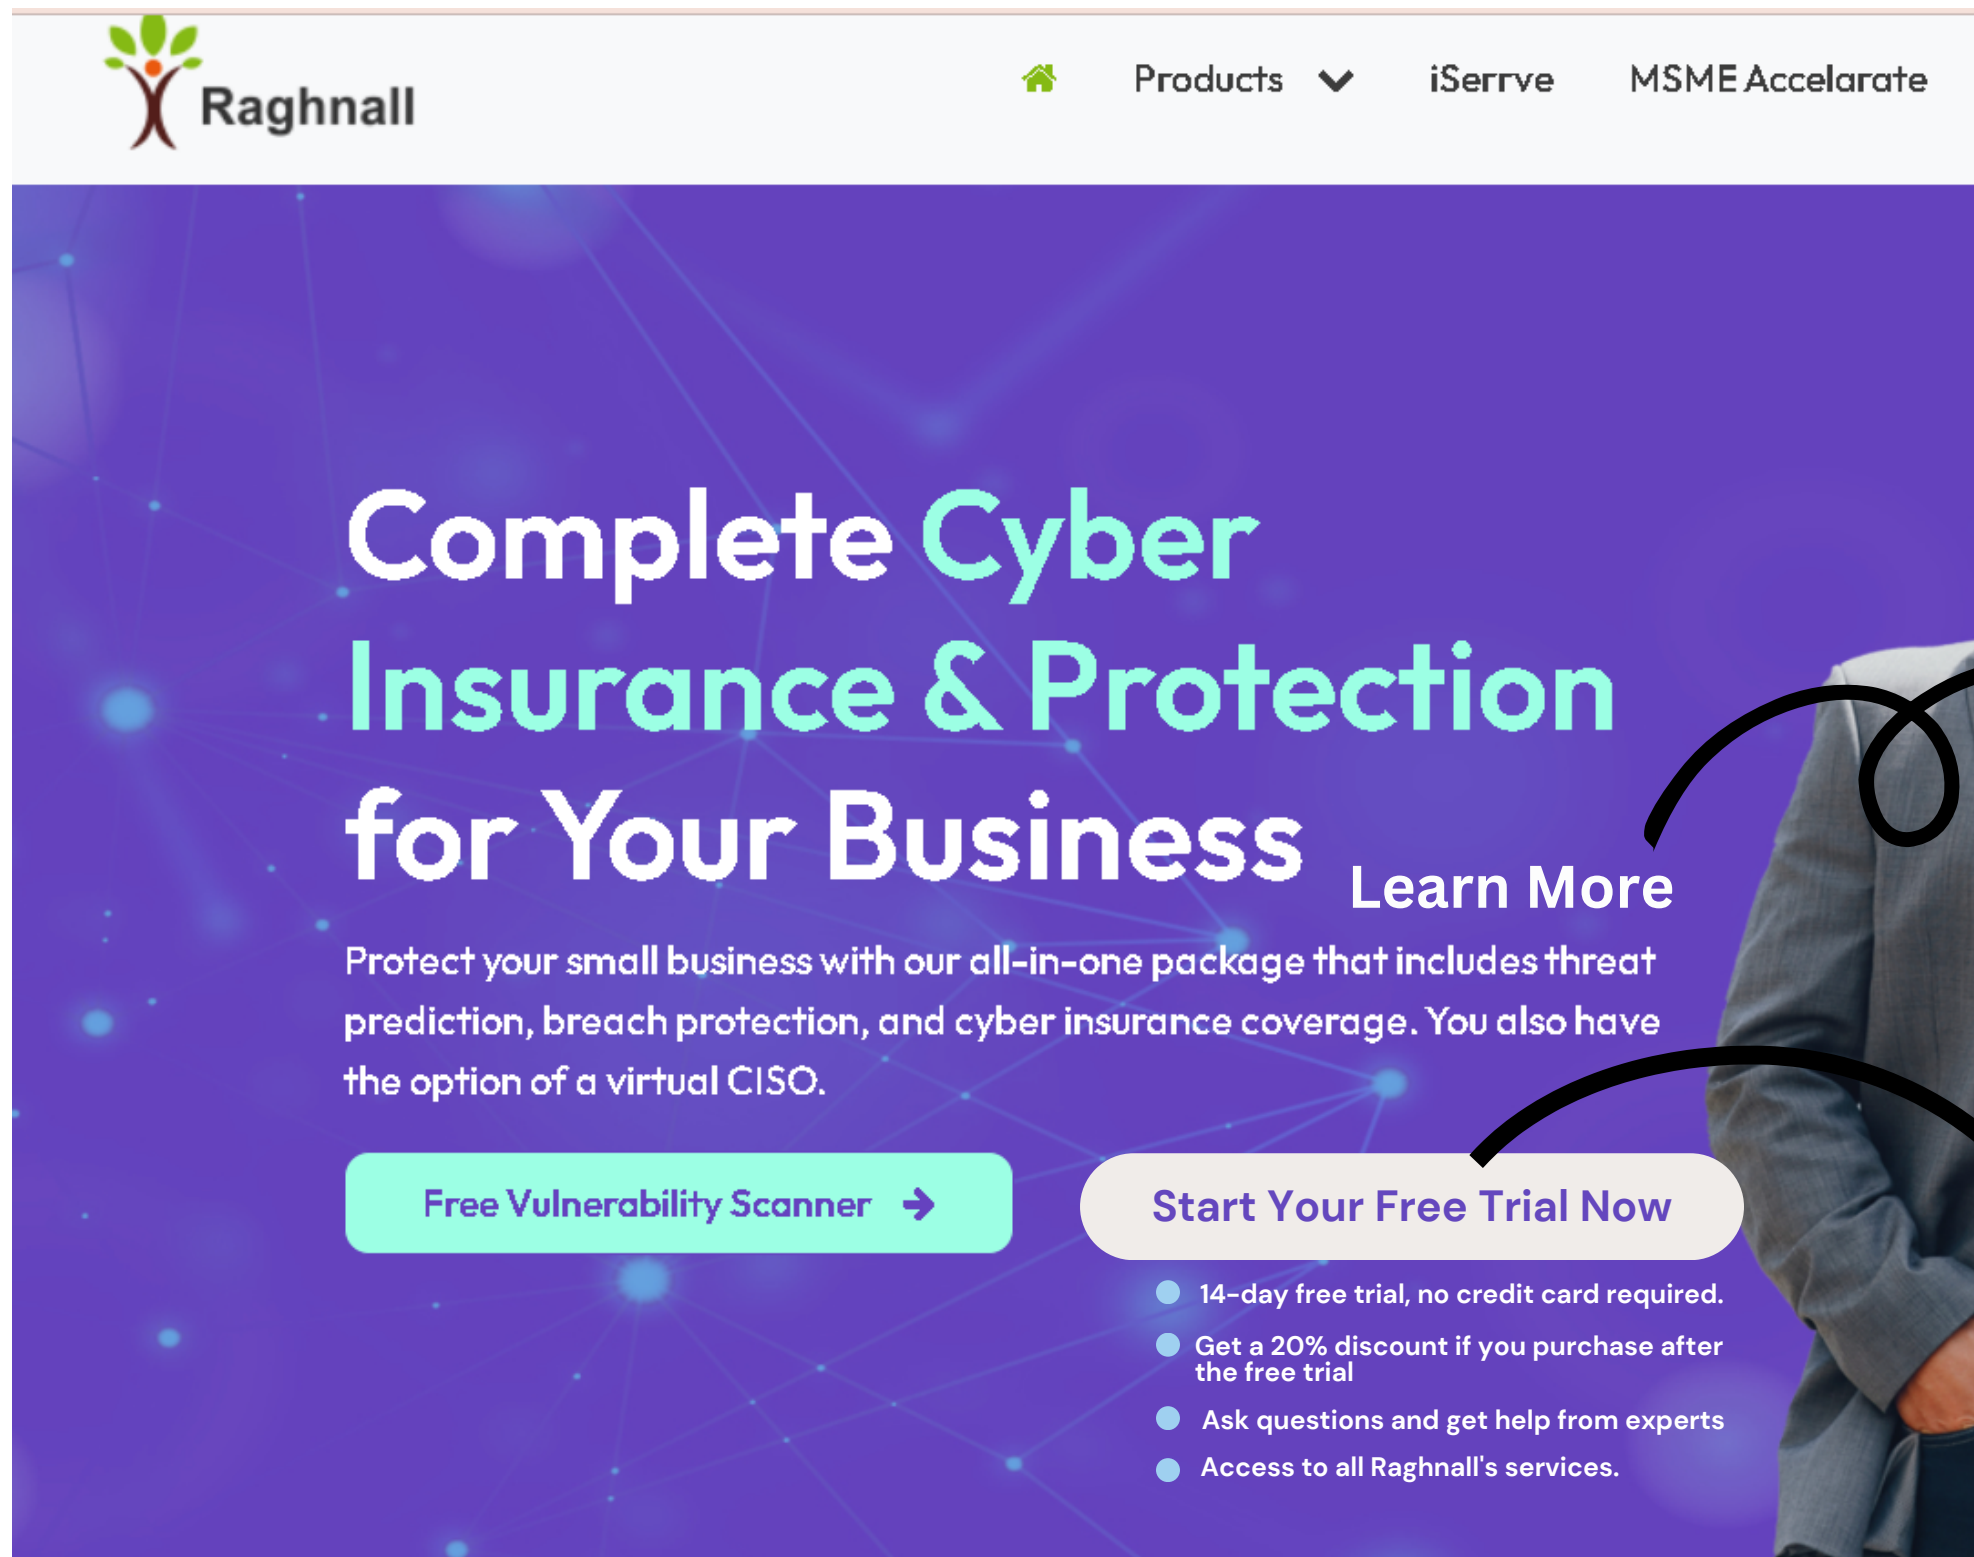 Raghnall
Products
iSerrve
MSME Accelarate
Complete Cyber
Insurance & Protection
for Your Business
Learn More
Protect your small business with our all-in-one package that includes threat
prediction, breach protection, and cyber insurance coverage. You also have
the option of a virtual CISO.
Free Vulnerability Scanner
Start Your Free Trial Now
14-day free trial, no credit card required.
Get a 20% discount if you purchase after
the free trial
Ask questions and get help from experts
Access to all Raghnall's services.